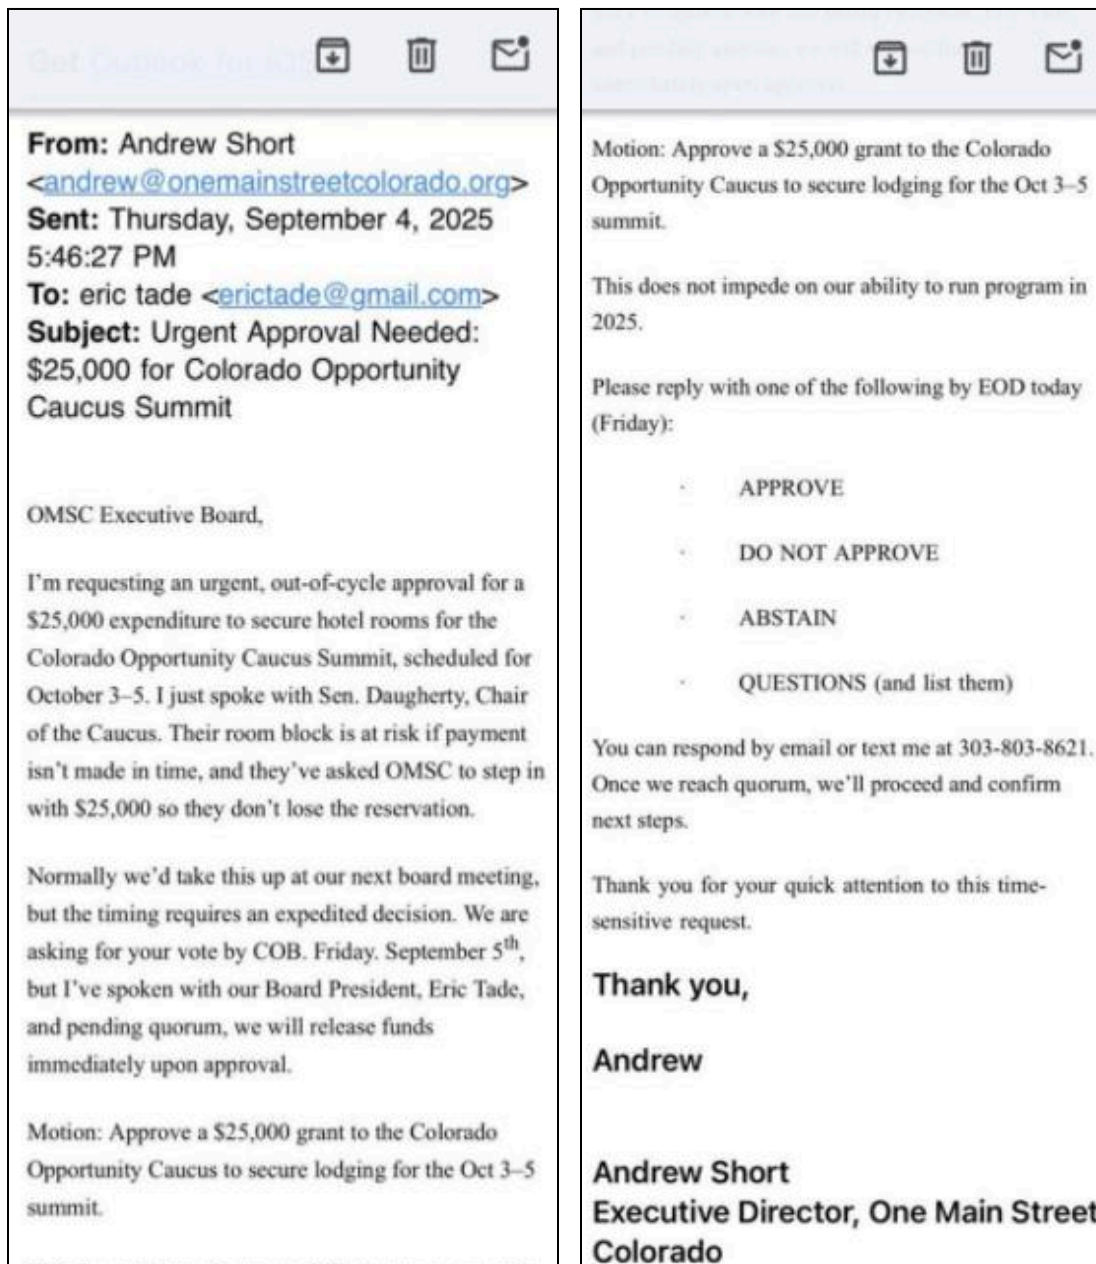 Get Outlook for iOS
From: Andrew Short
<andrew@onemainstreetcolorado.org>
Sent: Thursday, September 4, 2025
5:46:27 PM
To: eric tade <erictade@gmail.com>
Subject: Urgent Approval Needed:
$25,000 for Colorado Opportunity
Caucus Summit
OMSC Executive Board,
I'm requesting an urgent, out-of-cycle approval for a
$25,000 expenditure to secure hotel rooms for the
Colorado Opportunity Caucus Summit, scheduled for
October 3–5. I just spoke with Sen. Daugherty, Chair
of the Caucus. Their room block is at risk if payment
isn't made in time, and they've asked OMSC to step in
with $25,000 so they don't lose the reservation.
Normally we'd take this up at our next board meeting,
but the timing requires an expedited decision. We are
asking for your vote by COB. Friday. September 5th,
but I've spoken with our Board President, Eric Tade,
and pending quorum, we will release funds
immediately upon approval.
Motion: Approve a $25,000 grant to the Colorado
Opportunity Caucus to secure lodging for the Oct 3–5
summit.
Motion: Approve a $25,000 grant to the Colorado
Opportunity Caucus to secure lodging for the Oct 3–5
summit.
This does not impede on our ability to run program in
2025.
Please reply with one of the following by EOD today
(Friday):
· APPROVE
· DO NOT APPROVE
· ABSTAIN
· QUESTIONS (and list them)
You can respond by email or text me at 303-803-8621.
Once we reach quorum, we'll proceed and confirm
next steps.
Thank you for your quick attention to this time-
sensitive request.
Thank you,
Andrew
Andrew Short
Executive Director, One Main Street
Colorado